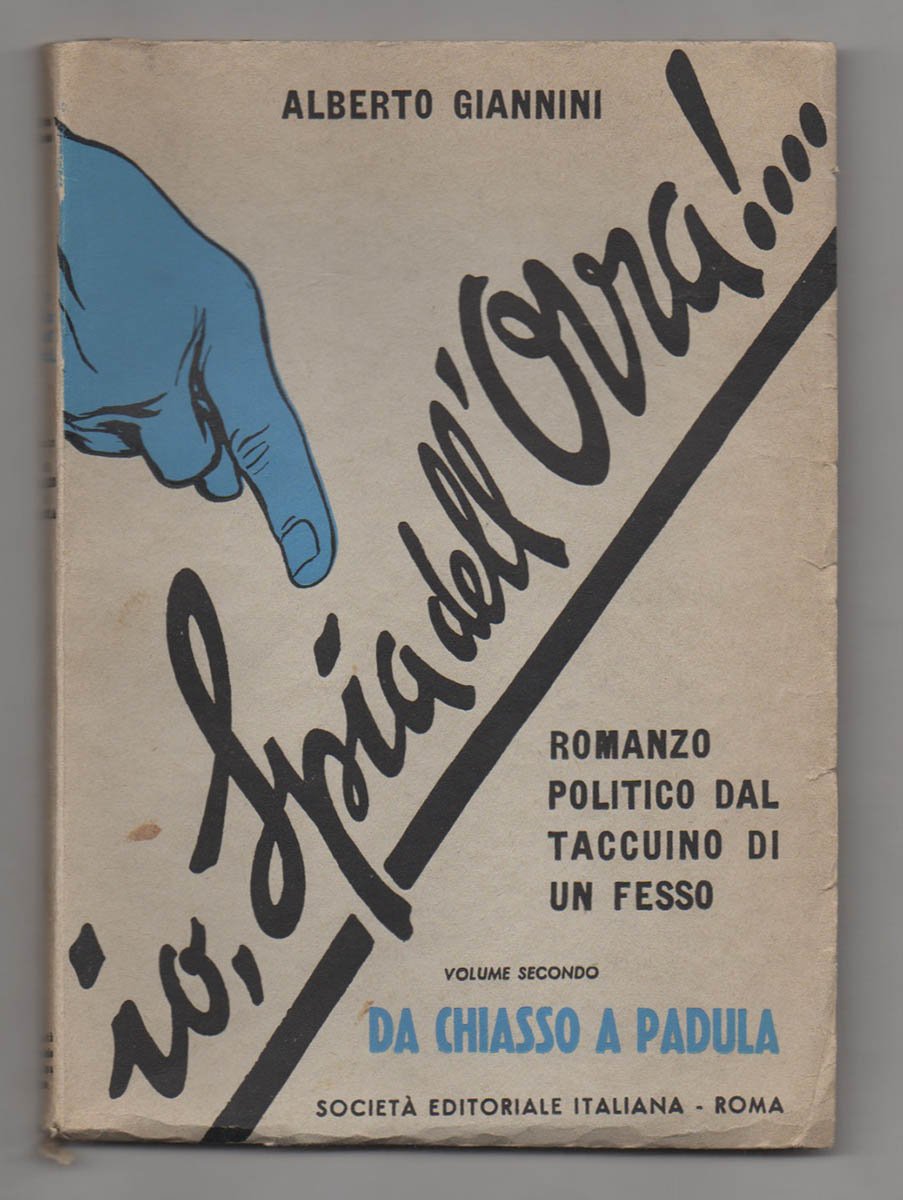 ALBERTO GIANNINI
io, Spia dell'Ovra!...
ROMANZO
POLITICO DAL
TACCUINO DI
UN FESSO
VOLUME SECONDO
DA CHIASSO A PADULA
SOCIETÀ EDITORIALE ITALIANA - ROMA